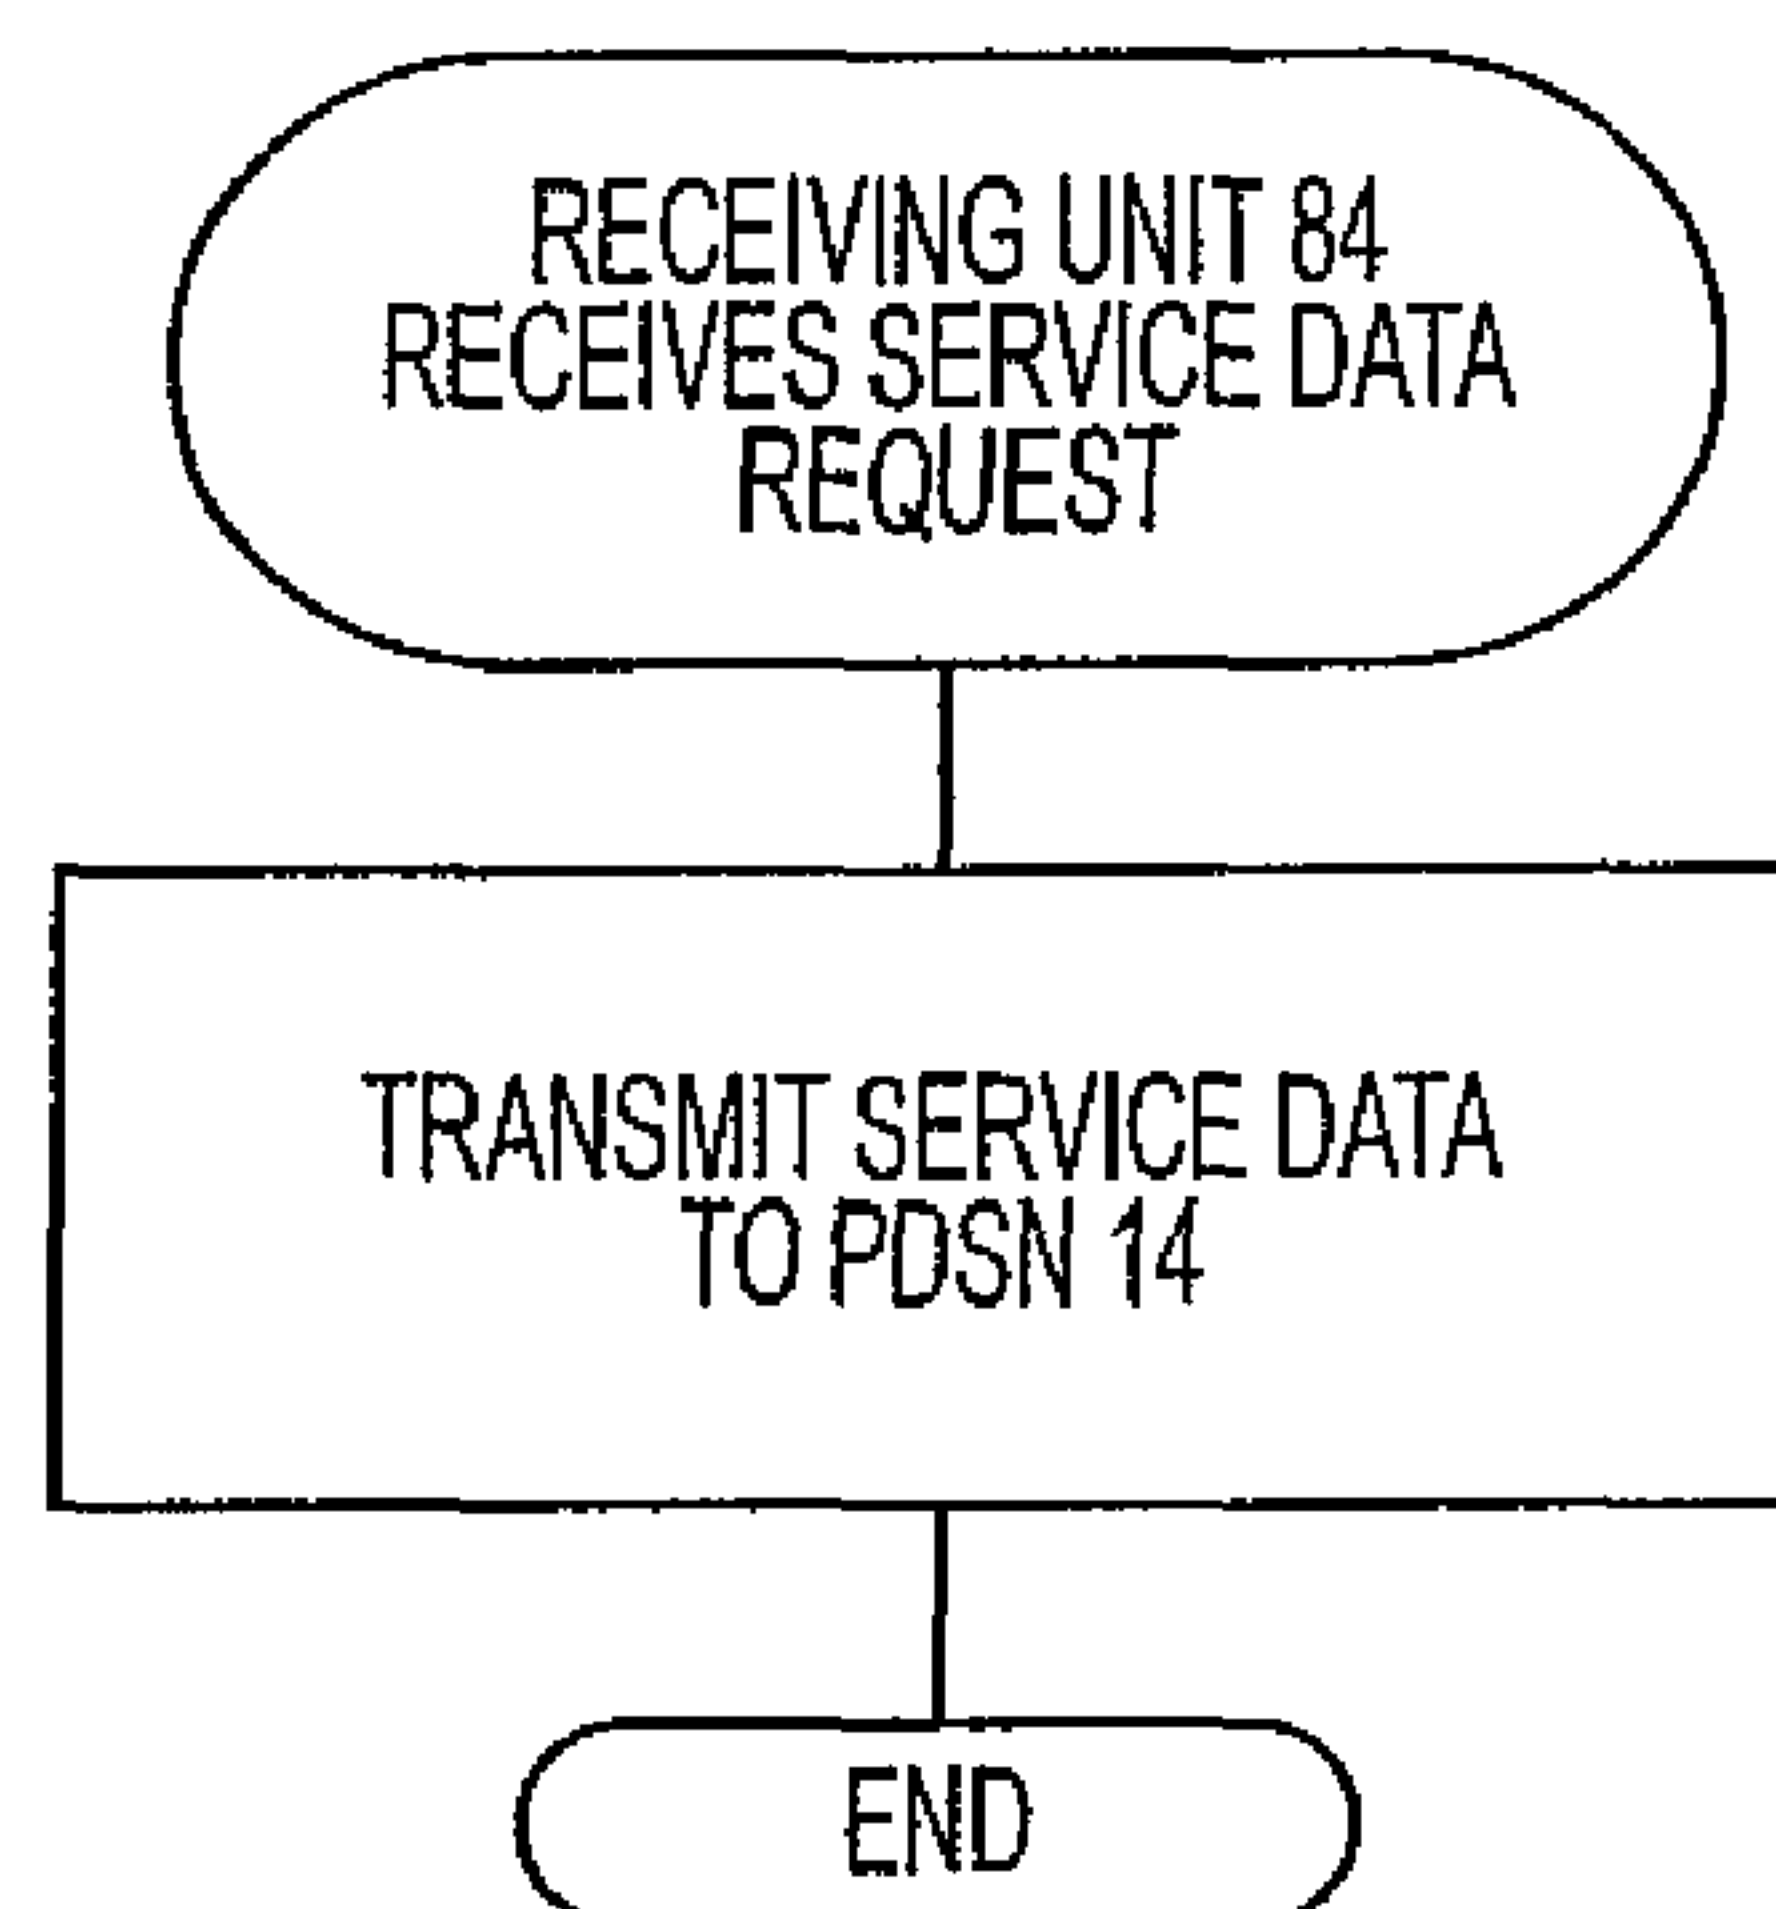 RECEIVING UNIT 84
RECEIVES SERVICE DATA
REQUEST
TRANSMIT SERVICE DATA
TO PDSN 14
END